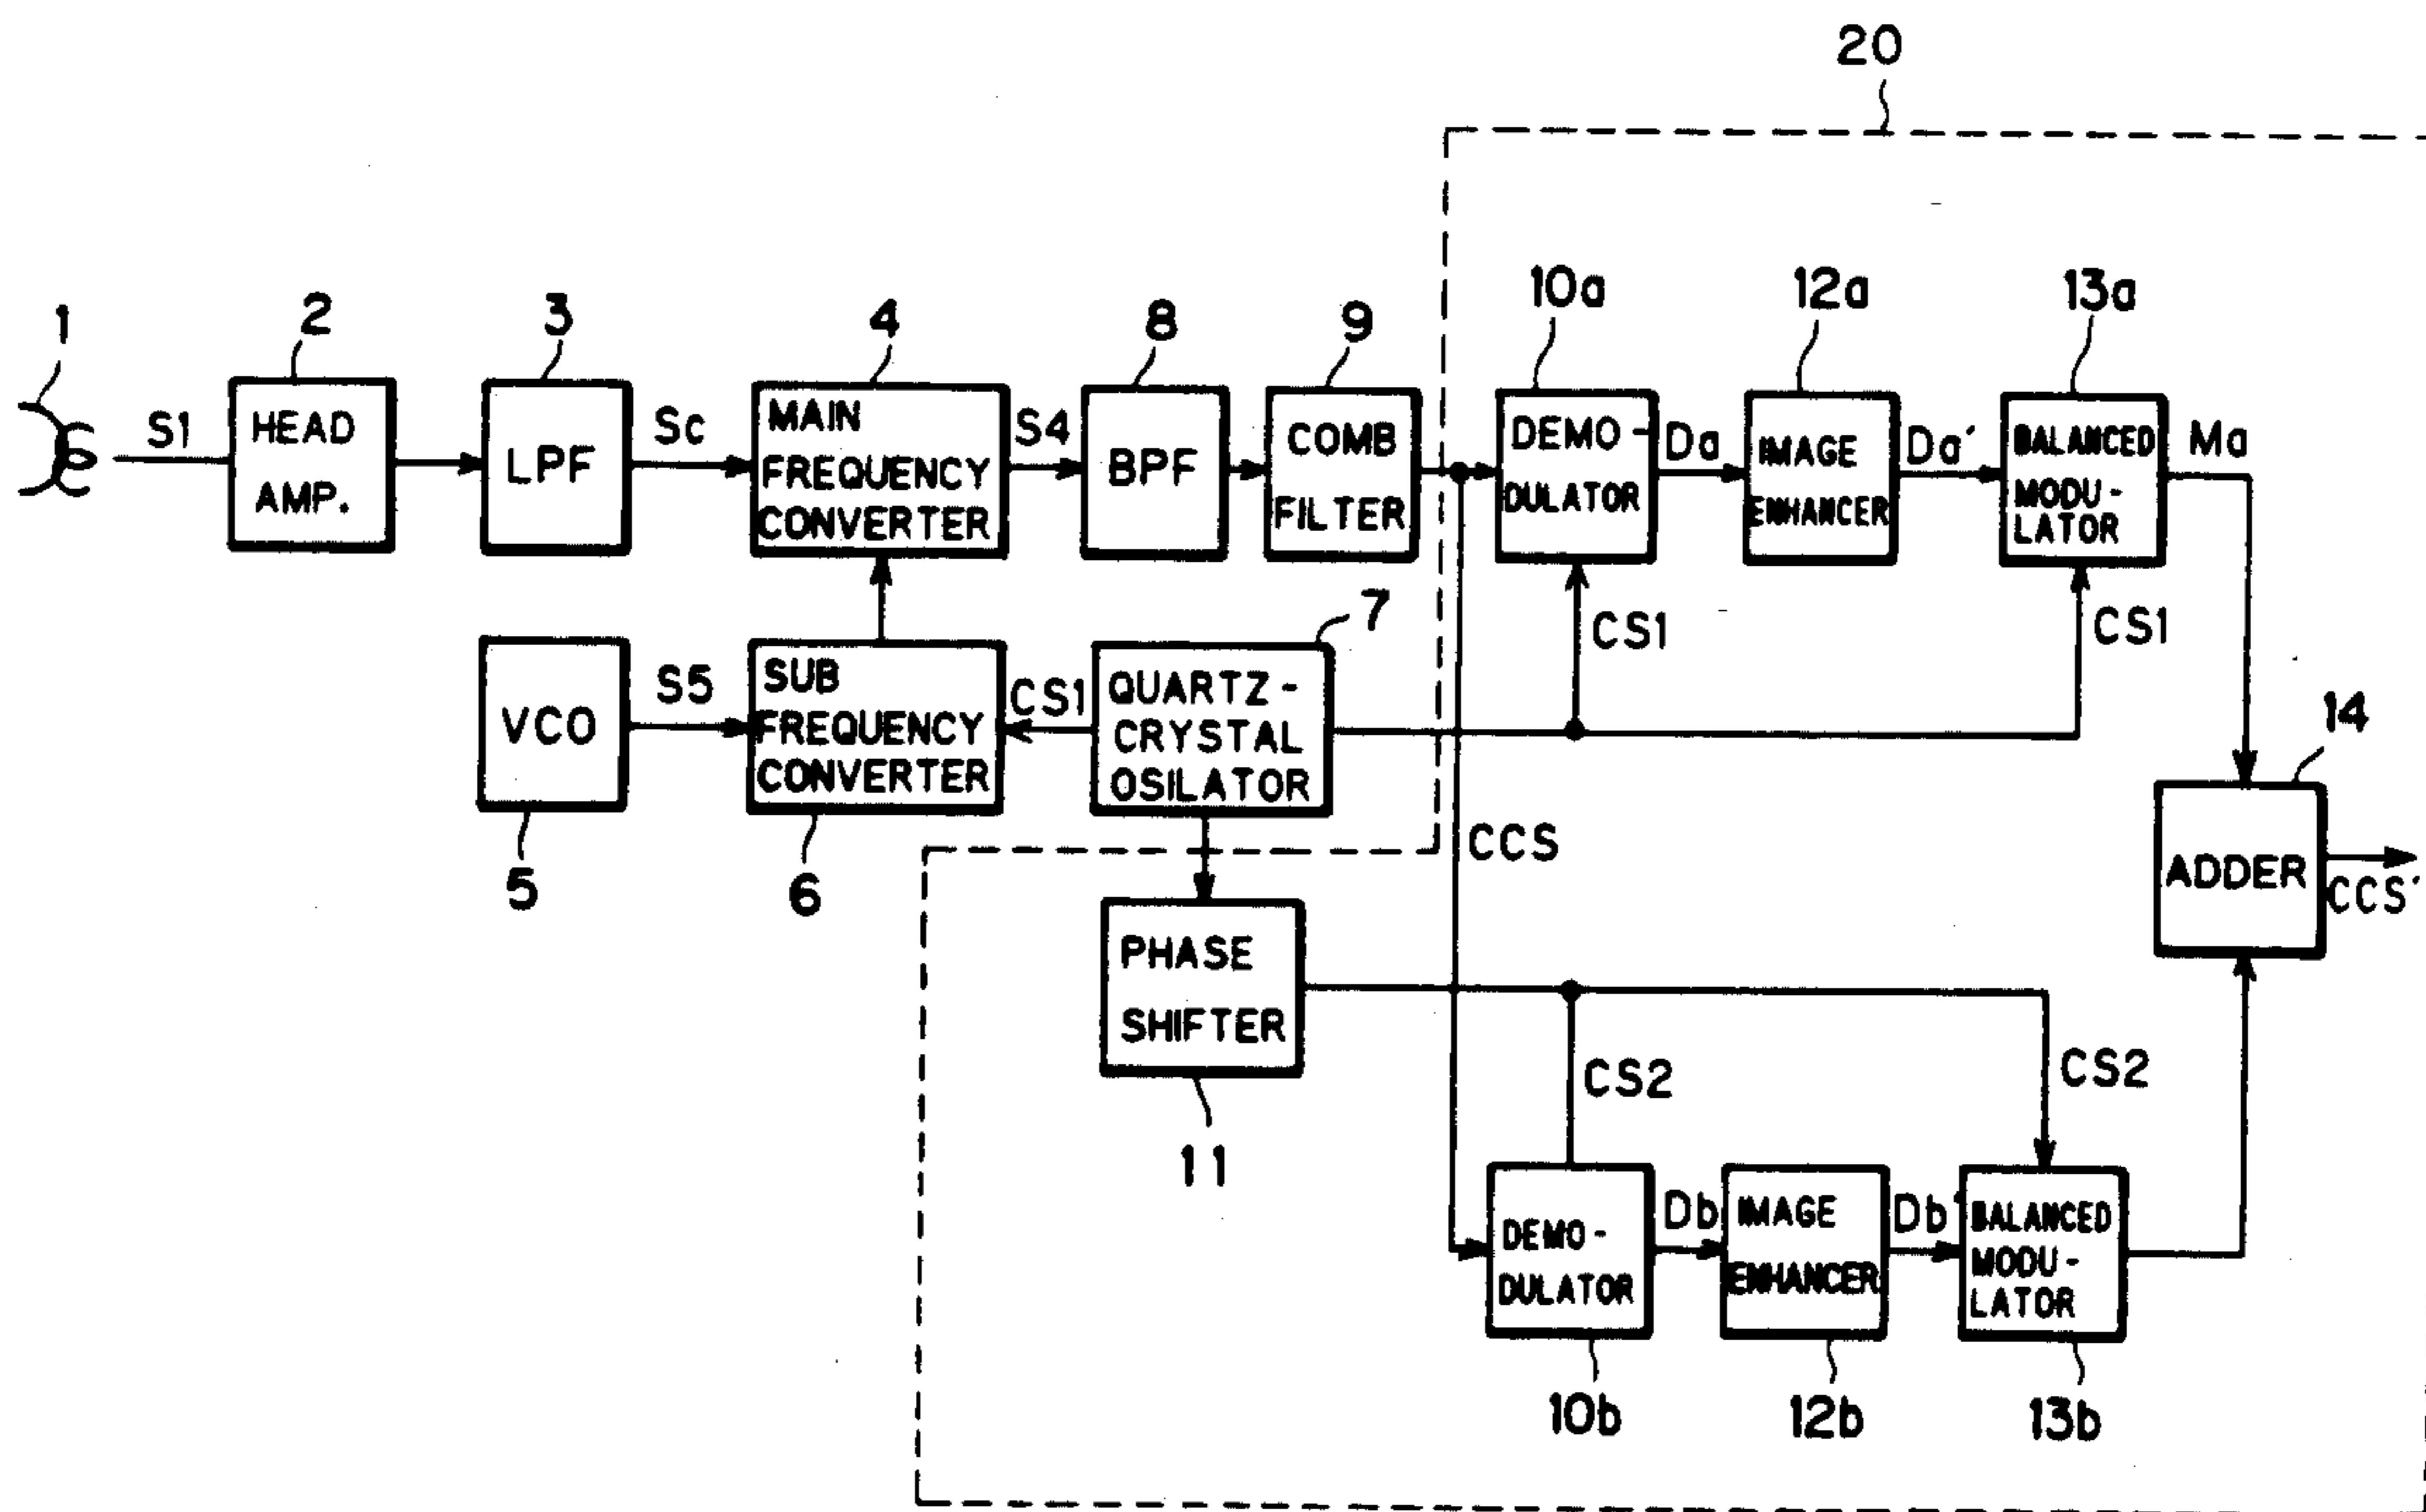 20
1
2
3
4
8
9
10a
12a
13a
S1
HEAD
AMP.
LPF
Sc
MAIN
FREQUENCY
CONVERTER
S4
BPF
COMB
FILTER
DEMO-
DULATOR
Da
IMAGE
ENHANCER
Da'
BALANCED
MODU-
LATOR
Ma
7
CS1
CS1
VCO
S5
SUB
FREQUENCY
CONVERTER
CS1
QUARTZ-
CRYSTAL
OSILATOR
14
5
6
CCS
ADDER
CCS'
PHASE
SHIFTER
11
CS2
CS2
DEMO-
DULATOR
Db
IMAGE
ENHANCER
Db'
BALANCED
MODU-
LATOR
10b
12b
13b